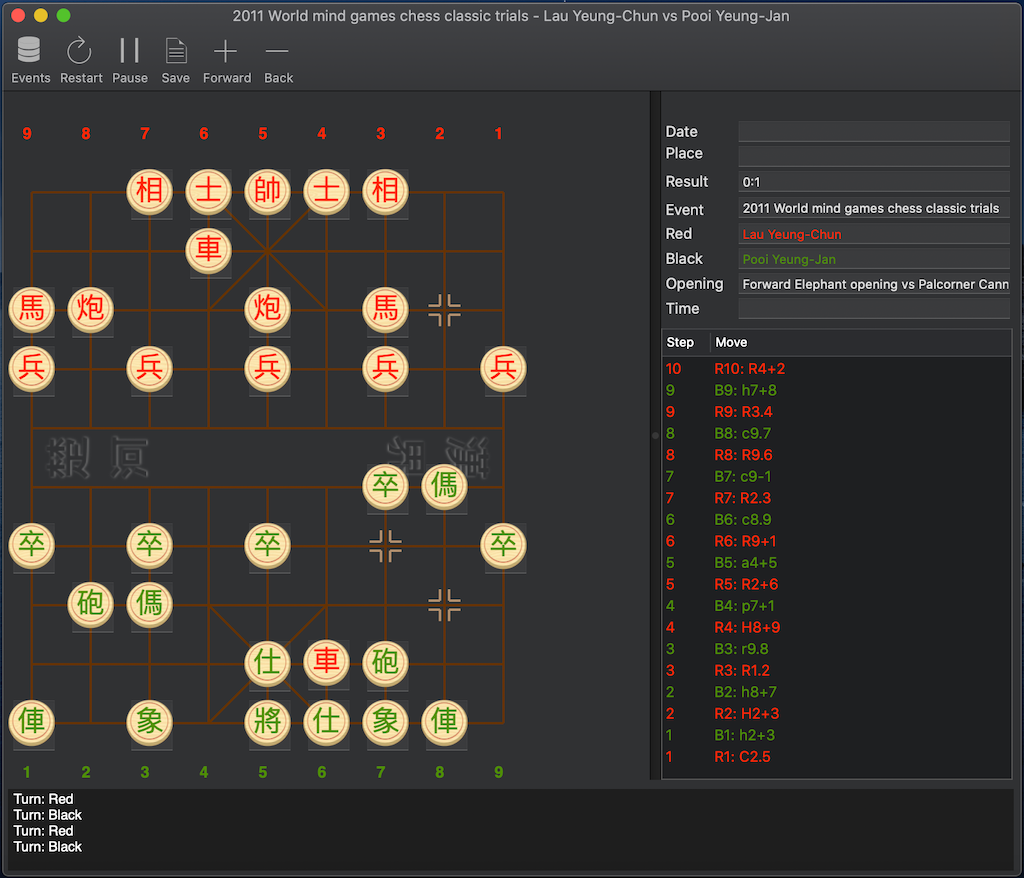 2011 World mind games chess classic trials - Lau Yeung-Chun vs Pooi Yeung-Jan
Events Restart Pause Save Forward Back
9 8 7 6 5 4 3 2 1
相 士 帥 士 相
車
馬 炮 炮 馬
兵 兵 兵 兵 兵
卒 傌
卒 卒 卒 卒
砲 傌
仕 車 砲
俥 象 將 仕 象 俥
1 2 3 4 5 6 7 8 9
Date
Place
Result 0:1
Event 2011 World mind games chess classic trials
Red Lau Yeung-Chun
Black Pooi Yeung-Jan
Opening Forward Elephant opening vs Palcorner Cann
Time
Step Move
10 R10: R4+2
9 B9: h7+8
9 R9: R3.4
8 B8: c9.7
8 R8: R9.6
7 B7: c9-1
7 R7: R2.3
6 B6: c8.9
6 R6: R9+1
5 B5: a4+5
5 R5: R2+6
4 B4: p7+1
4 R4: H8+9
3 B3: r9.8
3 R3: R1.2
2 B2: h8+7
2 R2: H2+3
1 B1: h2+3
1 R1: C2.5
Turn: Red
Turn: Black
Turn: Red
Turn: Black